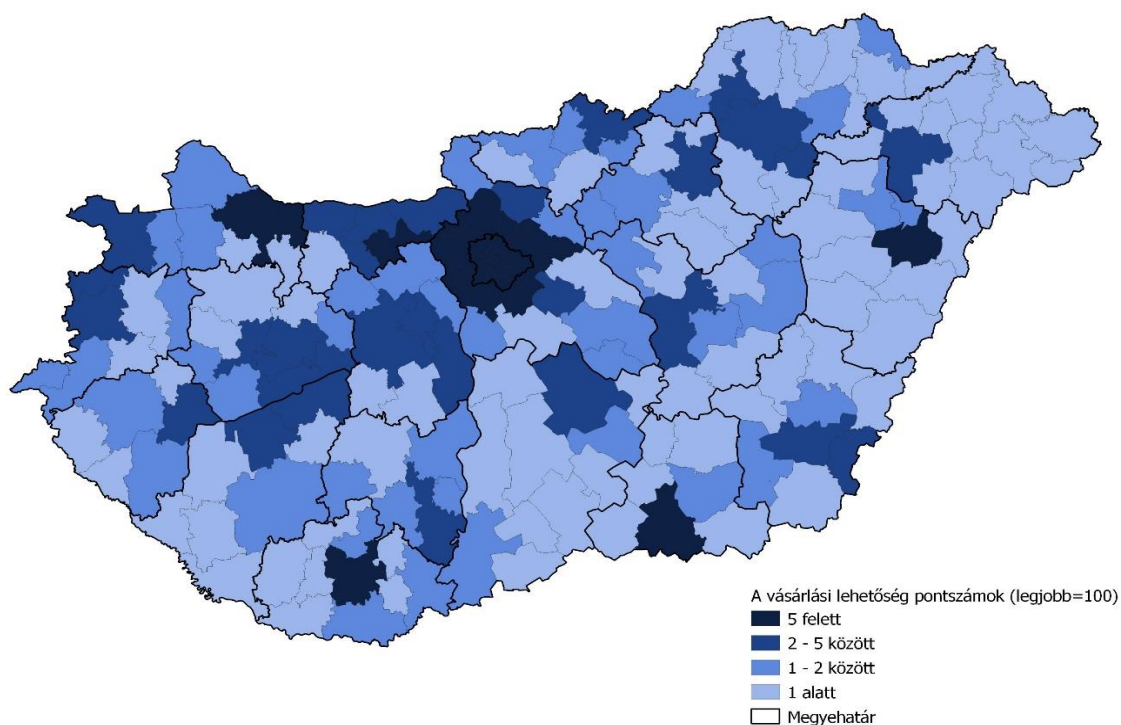 A vásárlási lehetőség pontszámok (legjobb=100)
5 felett
2 - 5 között
1 - 2 között
1 alatt
Megyehatár